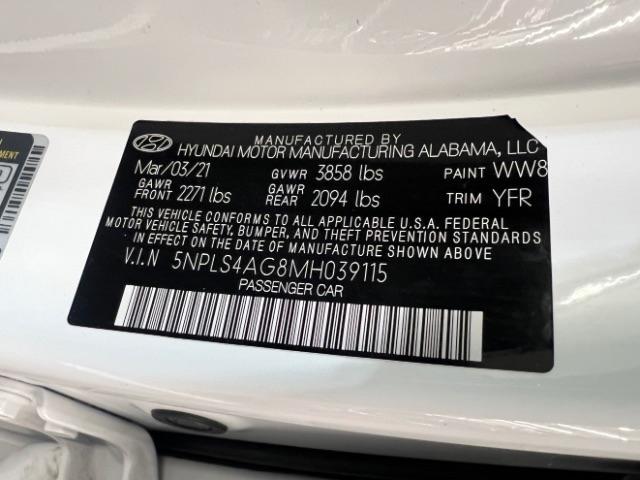 MANUFACTURED BY
HYUNDAI MOTOR MANUFACTURING ALABAMA, LLC
Mar/03/21 GVWR 3858 lbs PAINT WW8
GAWR FRONT 2271 lbs GAWR REAR 2094 lbs TRIM YFR
THIS VEHICLE CONFORMS TO ALL APPLICABLE U.S.A. FEDERAL
MOTOR VEHICLE SAFETY, BUMPER, AND THEFT PREVENTION STANDARDS
IN EFFECT ON THE DATE OF MANUFACTURE SHOWN ABOVE.
V.I.N 5NPLS4AG8MH039115
PASSENGER CAR